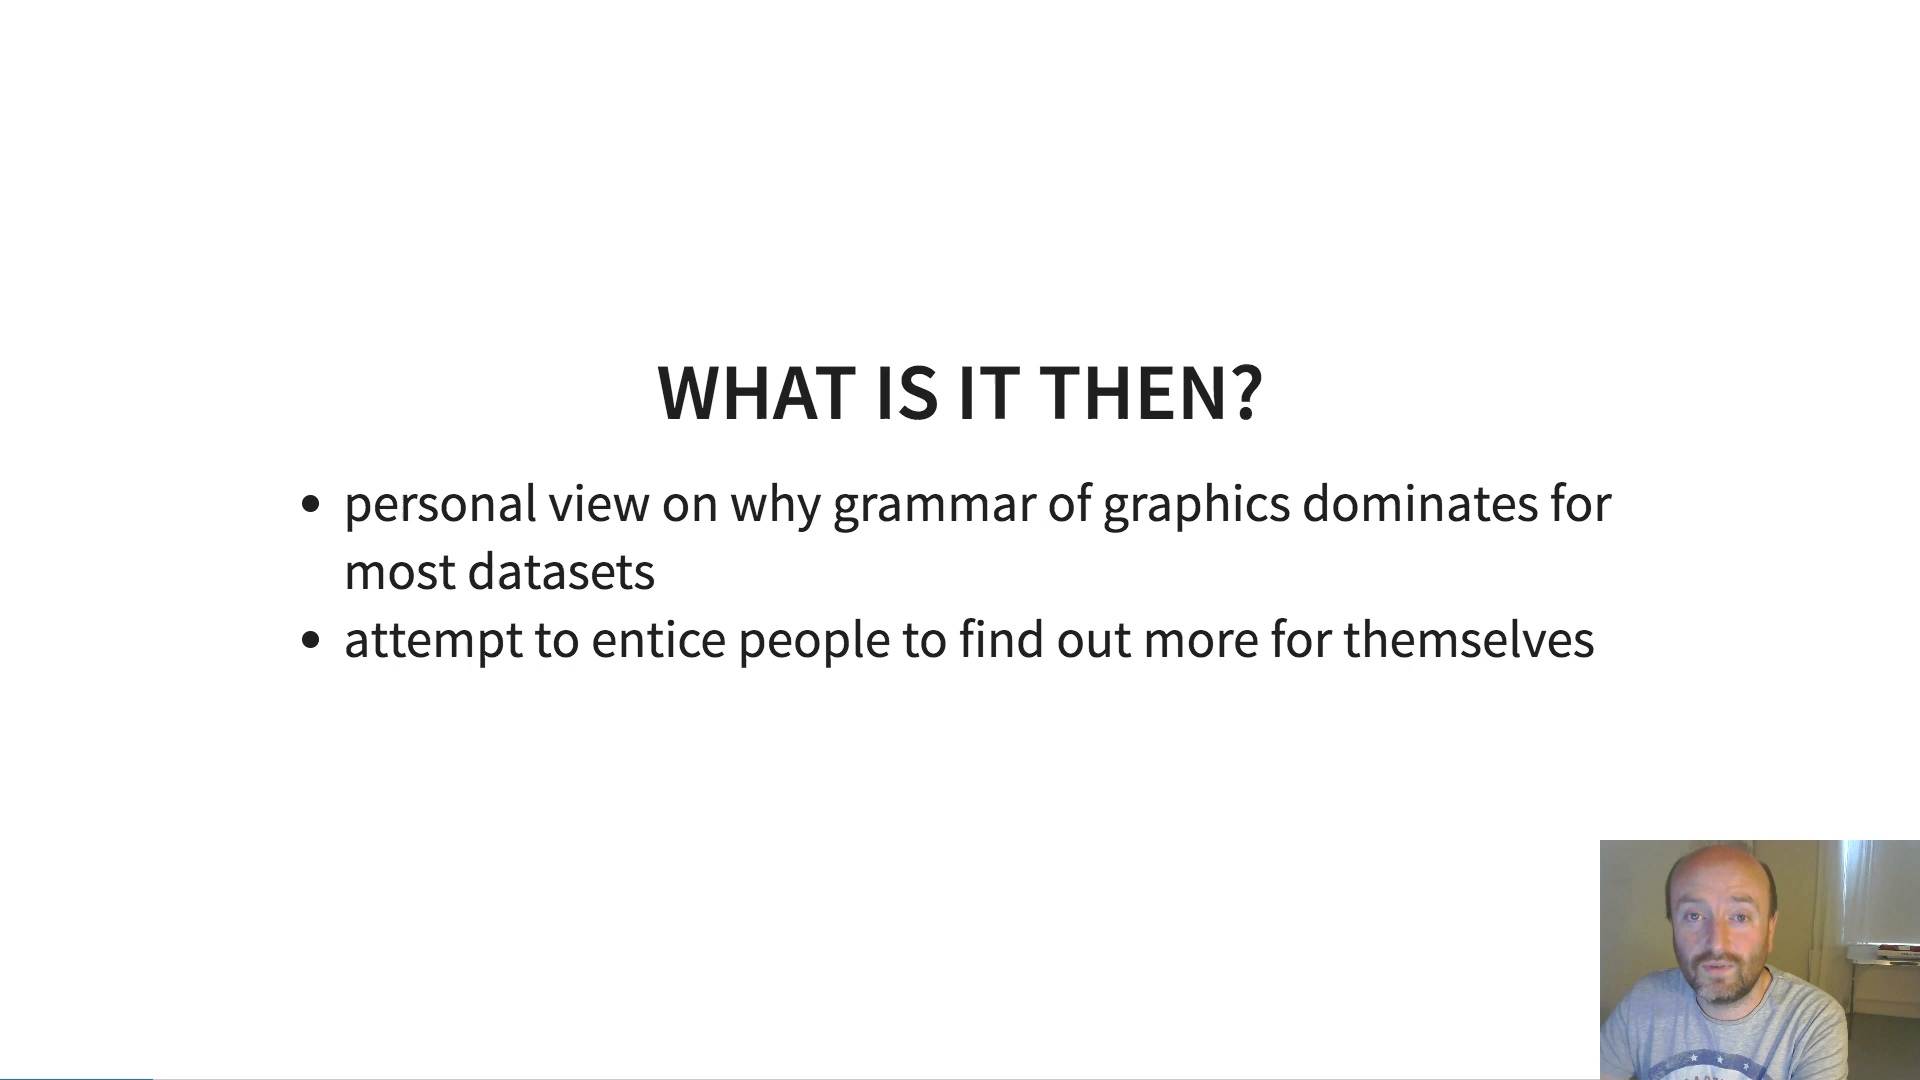 WHAT IS IT THEN?
• personal view on why grammar of graphics dominates for
most datasets
• attempt to entice people to find out more for themselves